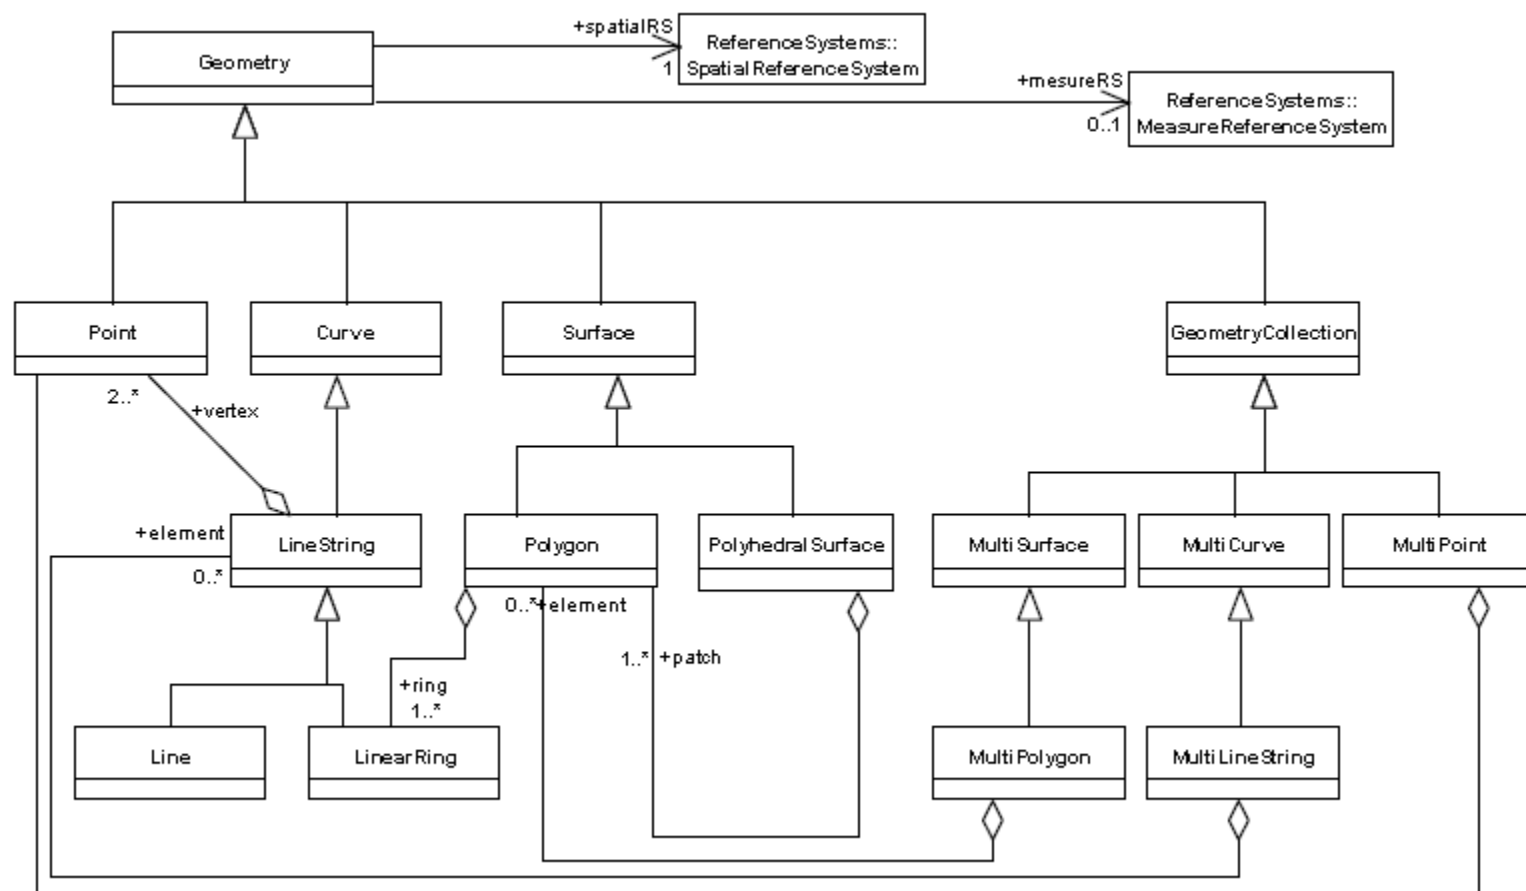 +spatialRS
1
ReferenceSystems::
SpatialReferenceSystem
Geometry
+mesureRS
0..1
ReferenceSystems::
MeasureReferenceSystem
Point
Curve
Surface
GeometryCollection
2..*
+vertex
+element
0..*
LineString
Polygon
PolyhedralSurface
MultiSurface
MultiCurve
MultiPoint
0..*
+element
1..*
+patch
+ring
1..*
Line
LinearRing
MultiPolygon
MultiLineString